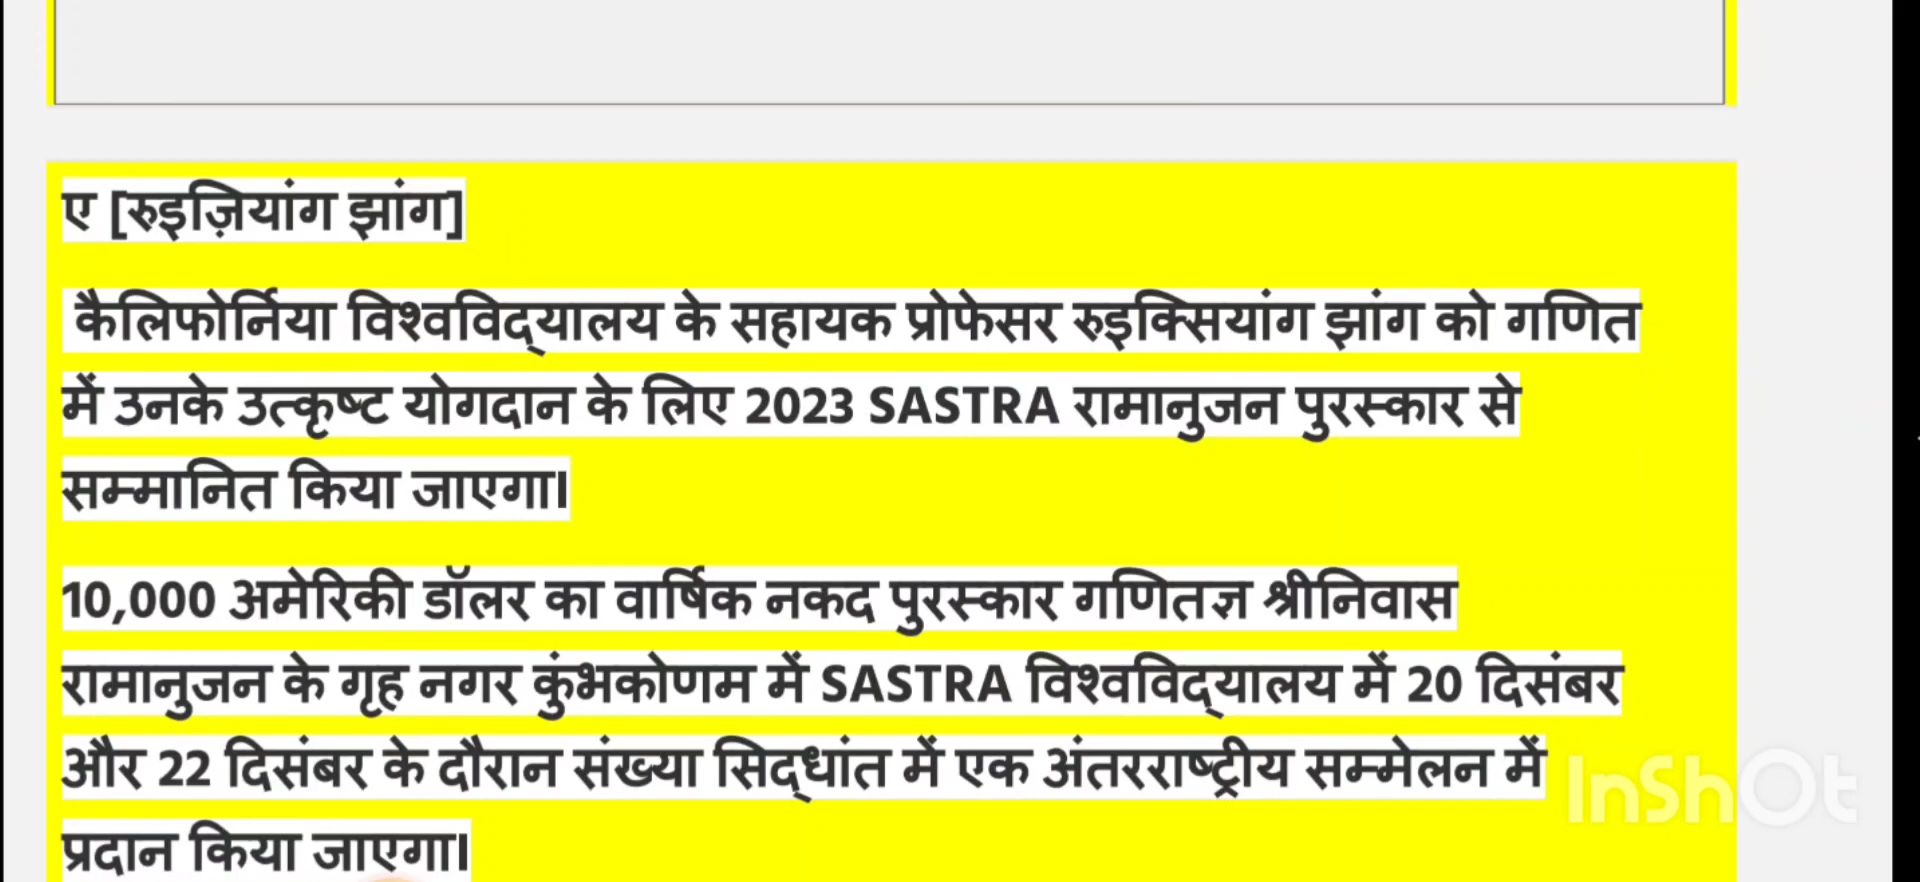 ए [रुइज़ियांग झांग]
कैलिफोर्निया विश्वविद्यालय के सहायक प्रोफेसर रुइक्सियांग झांग को गणित
में उनके उत्कृष्ट योगदान के लिए 2023 SASTRA रामानुजन पुरस्कार से
सम्मानित किया जाएगा।
10,000 अमेरिकी डॉलर का वार्षिक नकद पुरस्कार गणितज्ञ श्रीनिवास
रामानुजन के गृह नगर कुंभकोणम में SASTRA विश्वविद्यालय में 20 दिसंबर
और 22 दिसंबर के दौरान संख्या सिद्धांत में एक अंतरराष्ट्रीय सम्मेलन में
प्रदान किया जाएगा।
InShOt